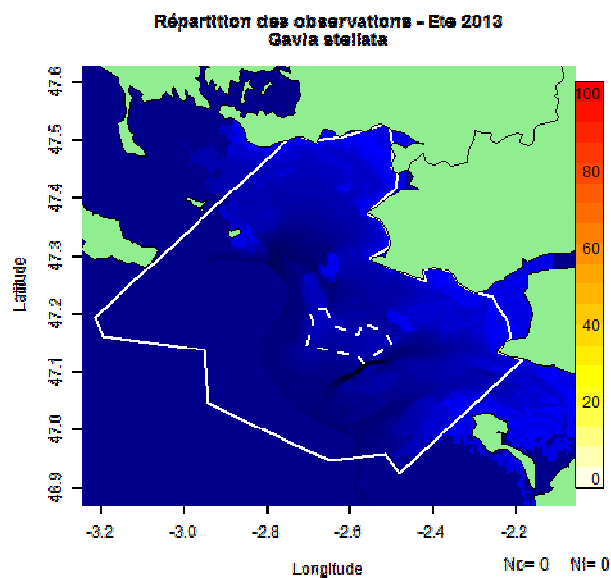 Répartition des observations - Ete 2013
Gavia stellata
47.6
47.5
47.4
47.3
47.2
47.1
47.0
46.9
Latitude
100
80
60
40
20
0
-3.2 -3.0 -2.8 -2.6 -2.4 -2.2
Longitude
No= 0 Ni= 0